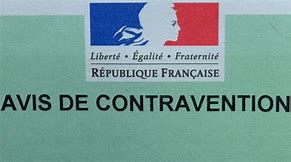 Liberté • Égalité • Fraternité
RÉPUBLIQUE FRANÇAISE
AVIS DE CONTRAVENTION